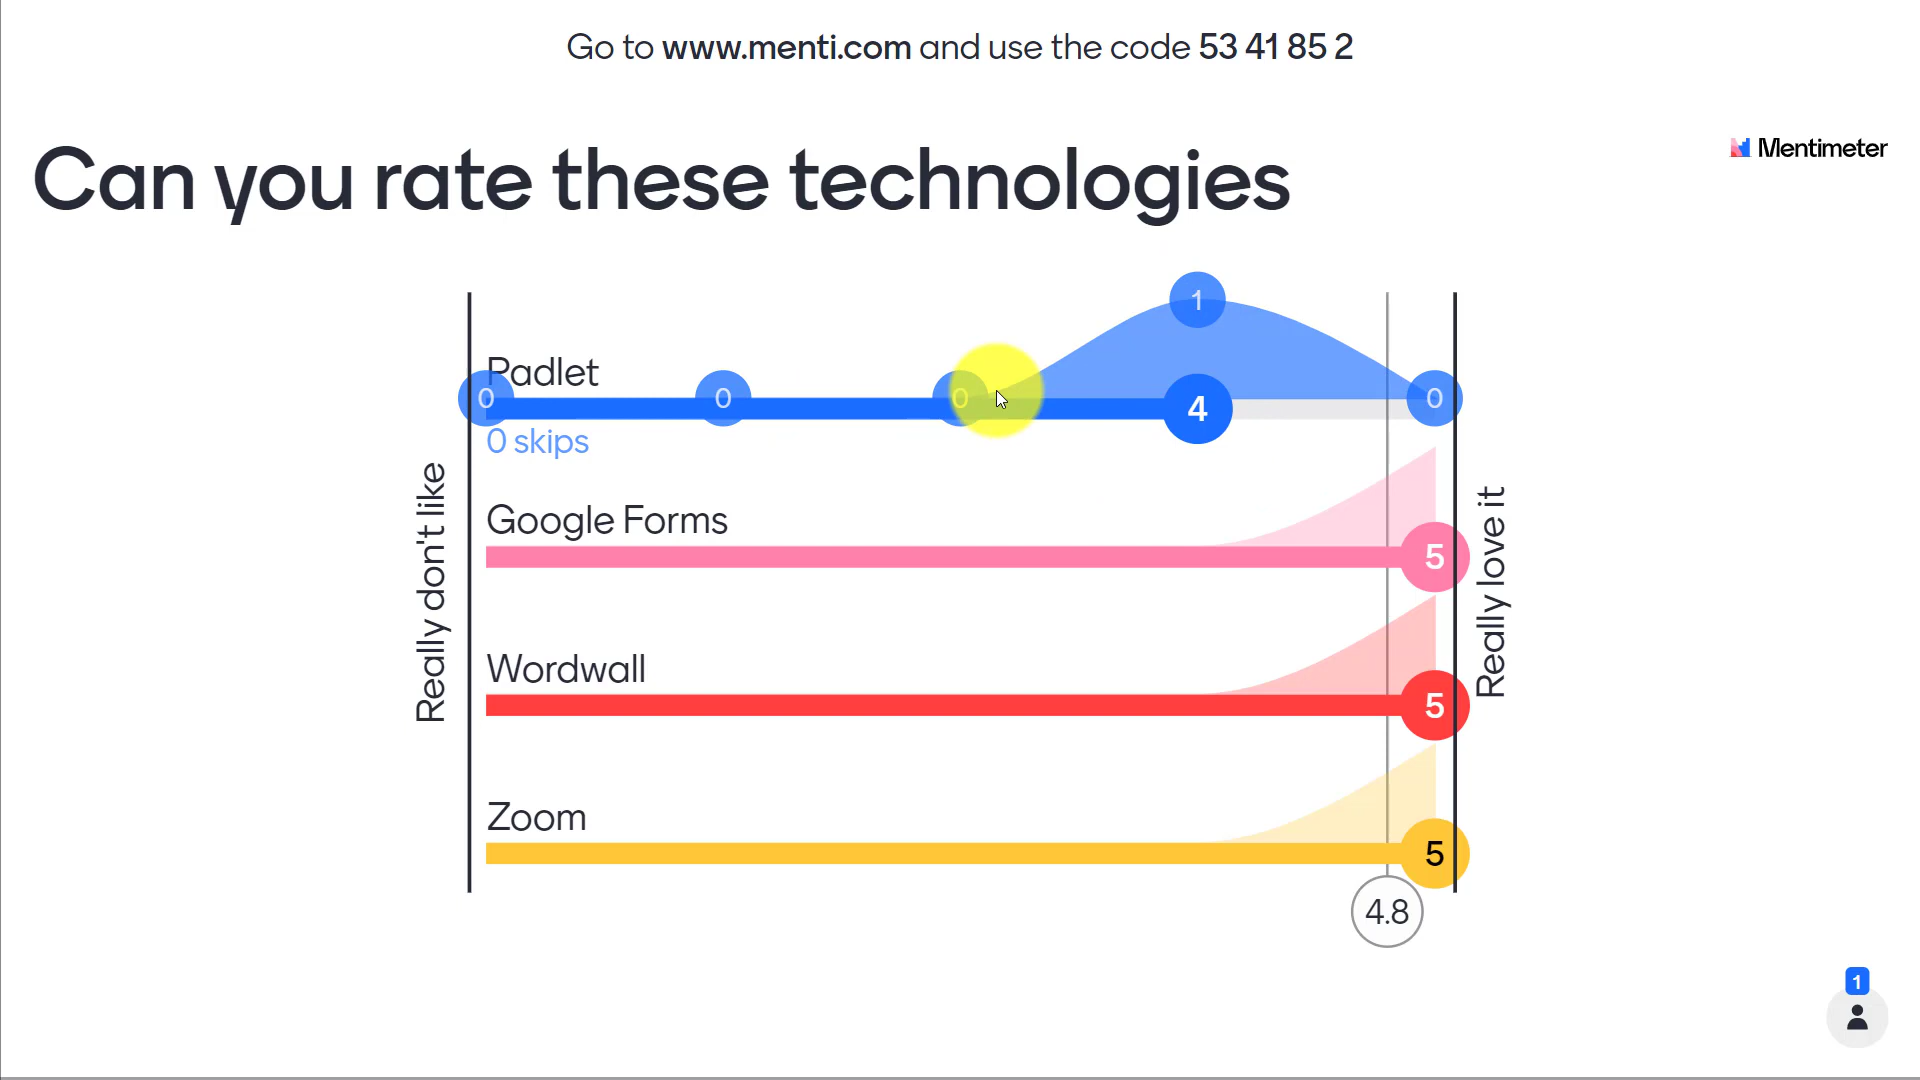 Go to www.menti.com and use the code 53 41 85 2
Can you rate these technologies
Mentimeter
1
Padlet
0
0
0
0
4
0 skips
Google Forms
5
Wordwall
5
Zoom
5
4.8
Really don't like
Really love it
1